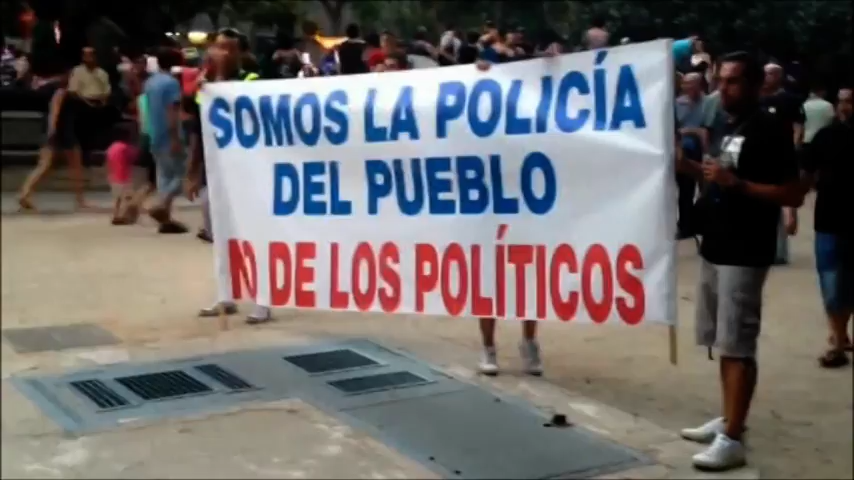 SOMOS LA POLICÍA
DEL PUEBLO
NO DE LOS POLÍTICOS